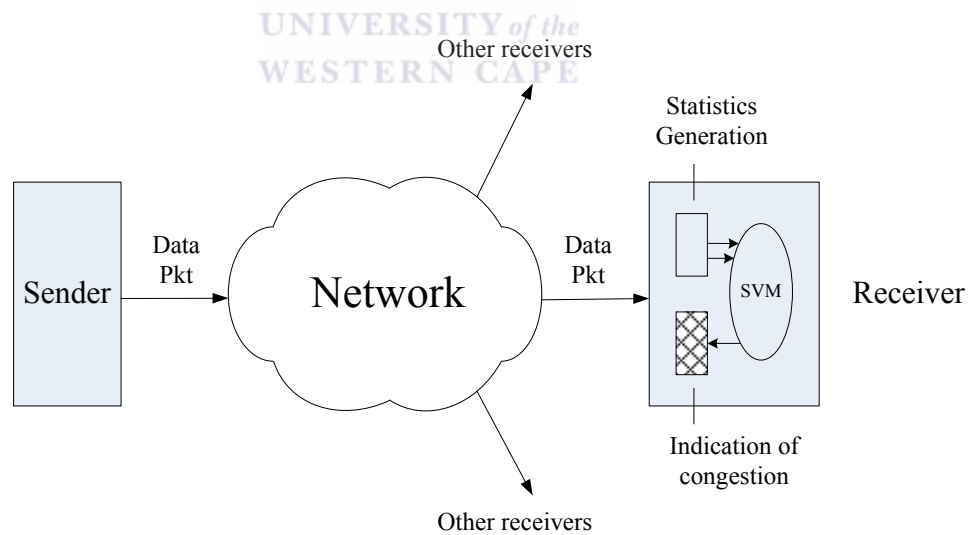 UNIVERSITY of the
WESTERN CAPE
Other receivers
Statistics
Generation
Data
Pkt
Sender
Network
Data
Pkt
SVM
Receiver
Indication of
congestion
Other receivers